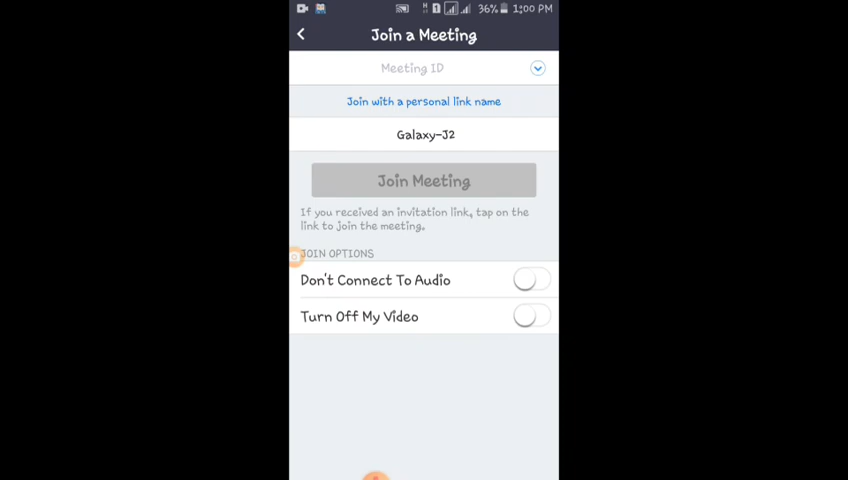 36% 1:00 PM
Join a Meeting
Meeting ID
Join with a personal link name
Galaxy-J2
Join Meeting
If you received an invitation link, tap on the
link to join the meeting.
JOIN OPTIONS
Don't Connect To Audio
Turn Off My Video